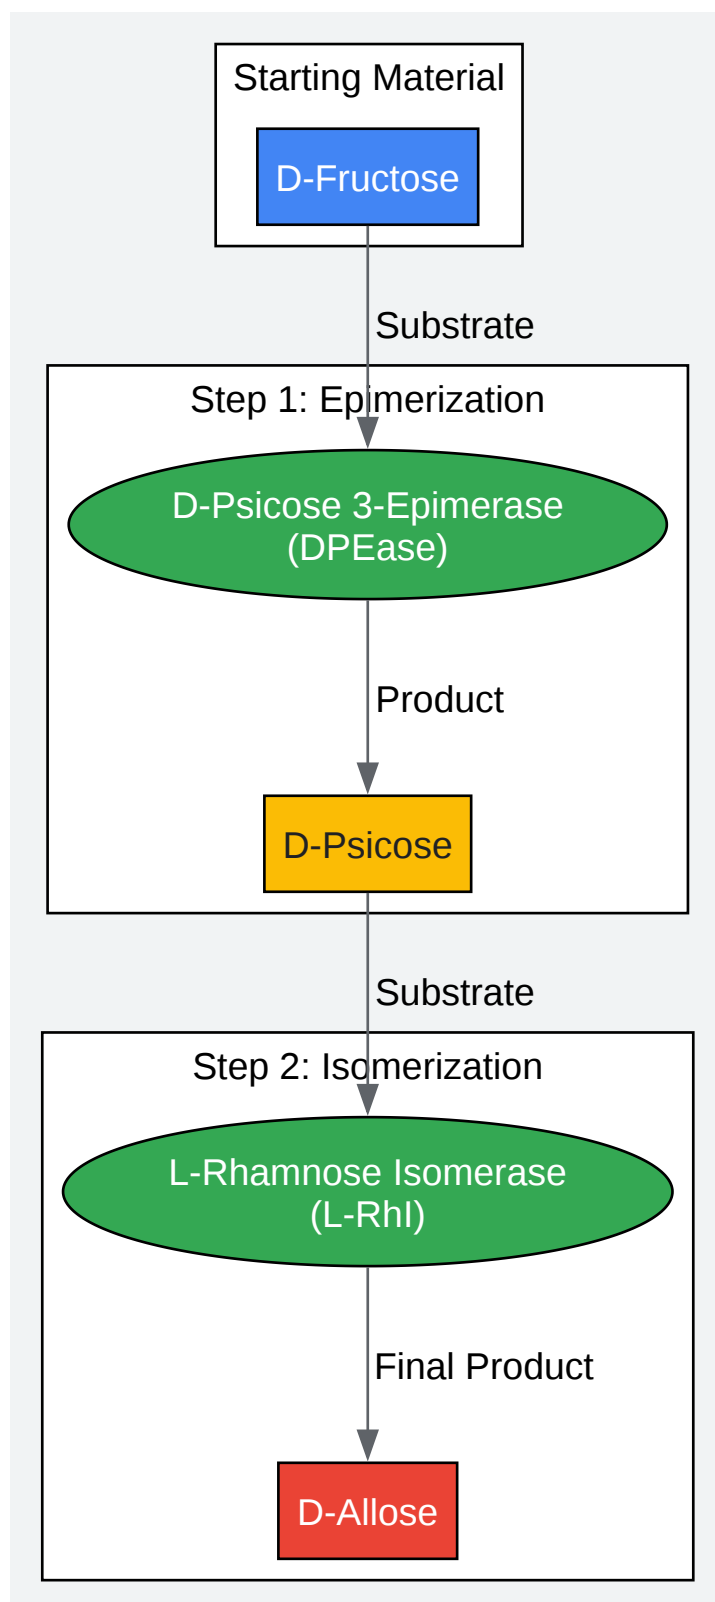 Starting Material
D-Fructose
Substrate
Step 1: Epimerization
D-Psicose 3-Epimerase
(DPEase)
Product
D-Psicose
Substrate
Step 2: Isomerization
L-Rhamnose Isomerase
(L-RhI)
Final Product
D-Allose